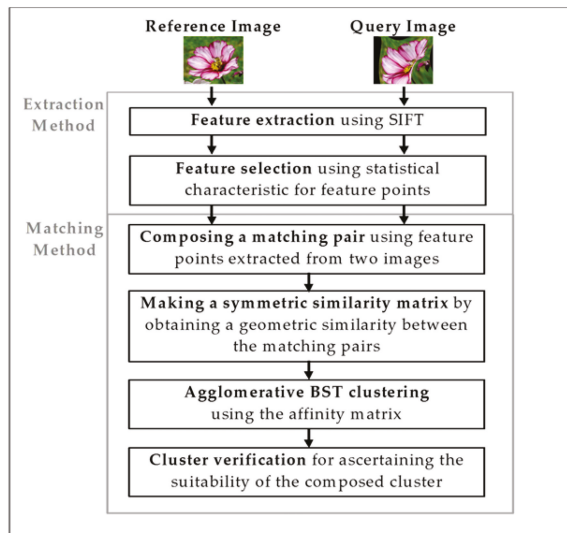 Reference Image
Query Image
Extraction
Method
Feature extraction using SIFT
Feature selection using statistical
characteristic for feature points
Matching
Method
Composing a matching pair using feature
points extracted from two images
Making a symmetric similarity matrix by
obtaining a geometric similarity between
the matching pairs
Agglomerative BST clustering
using the affinity matrix
Cluster verification for ascertaining the
suitability of the composed cluster